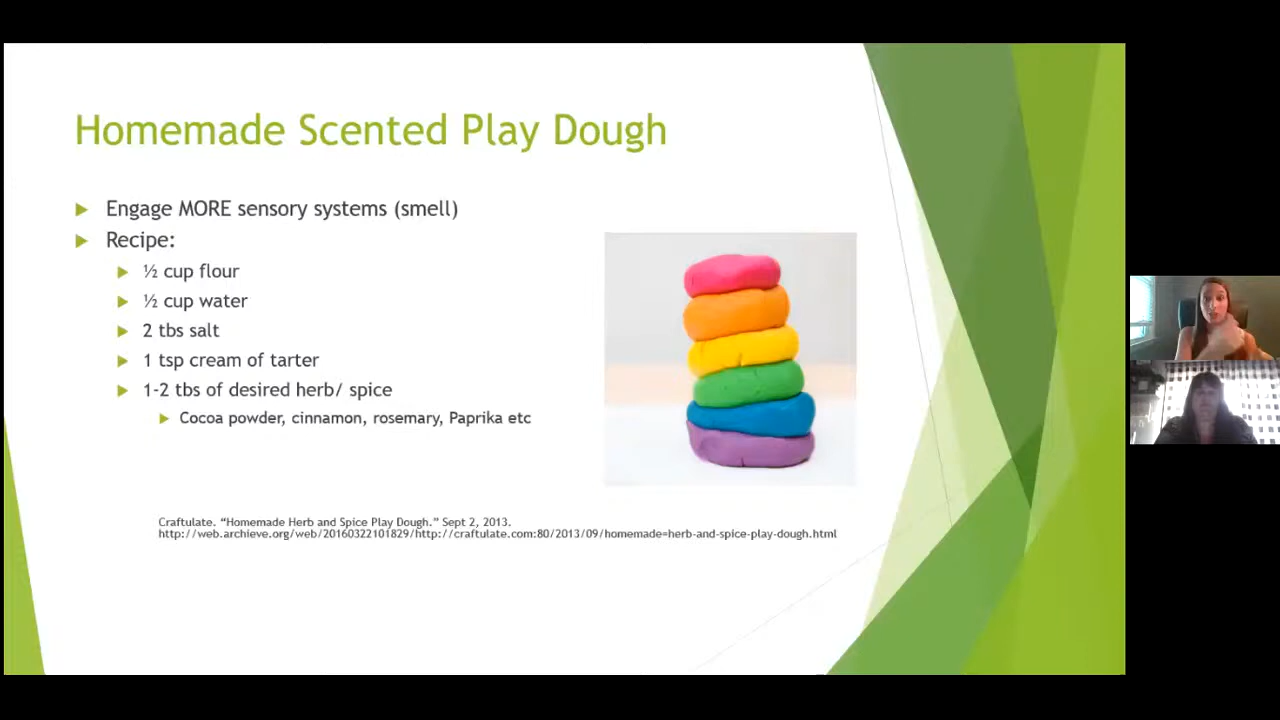 Homemade Scented Play Dough
Engage MORE sensory systems (smell)
Recipe:
½ cup flour
½ cup water
2 tbs salt
1 tsp cream of tarter
1-2 tbs of desired herb/ spice
Cocoa powder, cinnamon, rosemary, Paprika etc
Craftulate. “Homemade Herb and Spice Play Dough.” Sept 2, 2013.
http://web.archieve.org/web/20160322101829/http://craftulate.com:80/2013/09/homemade=herb-and-spice-play-dough.html